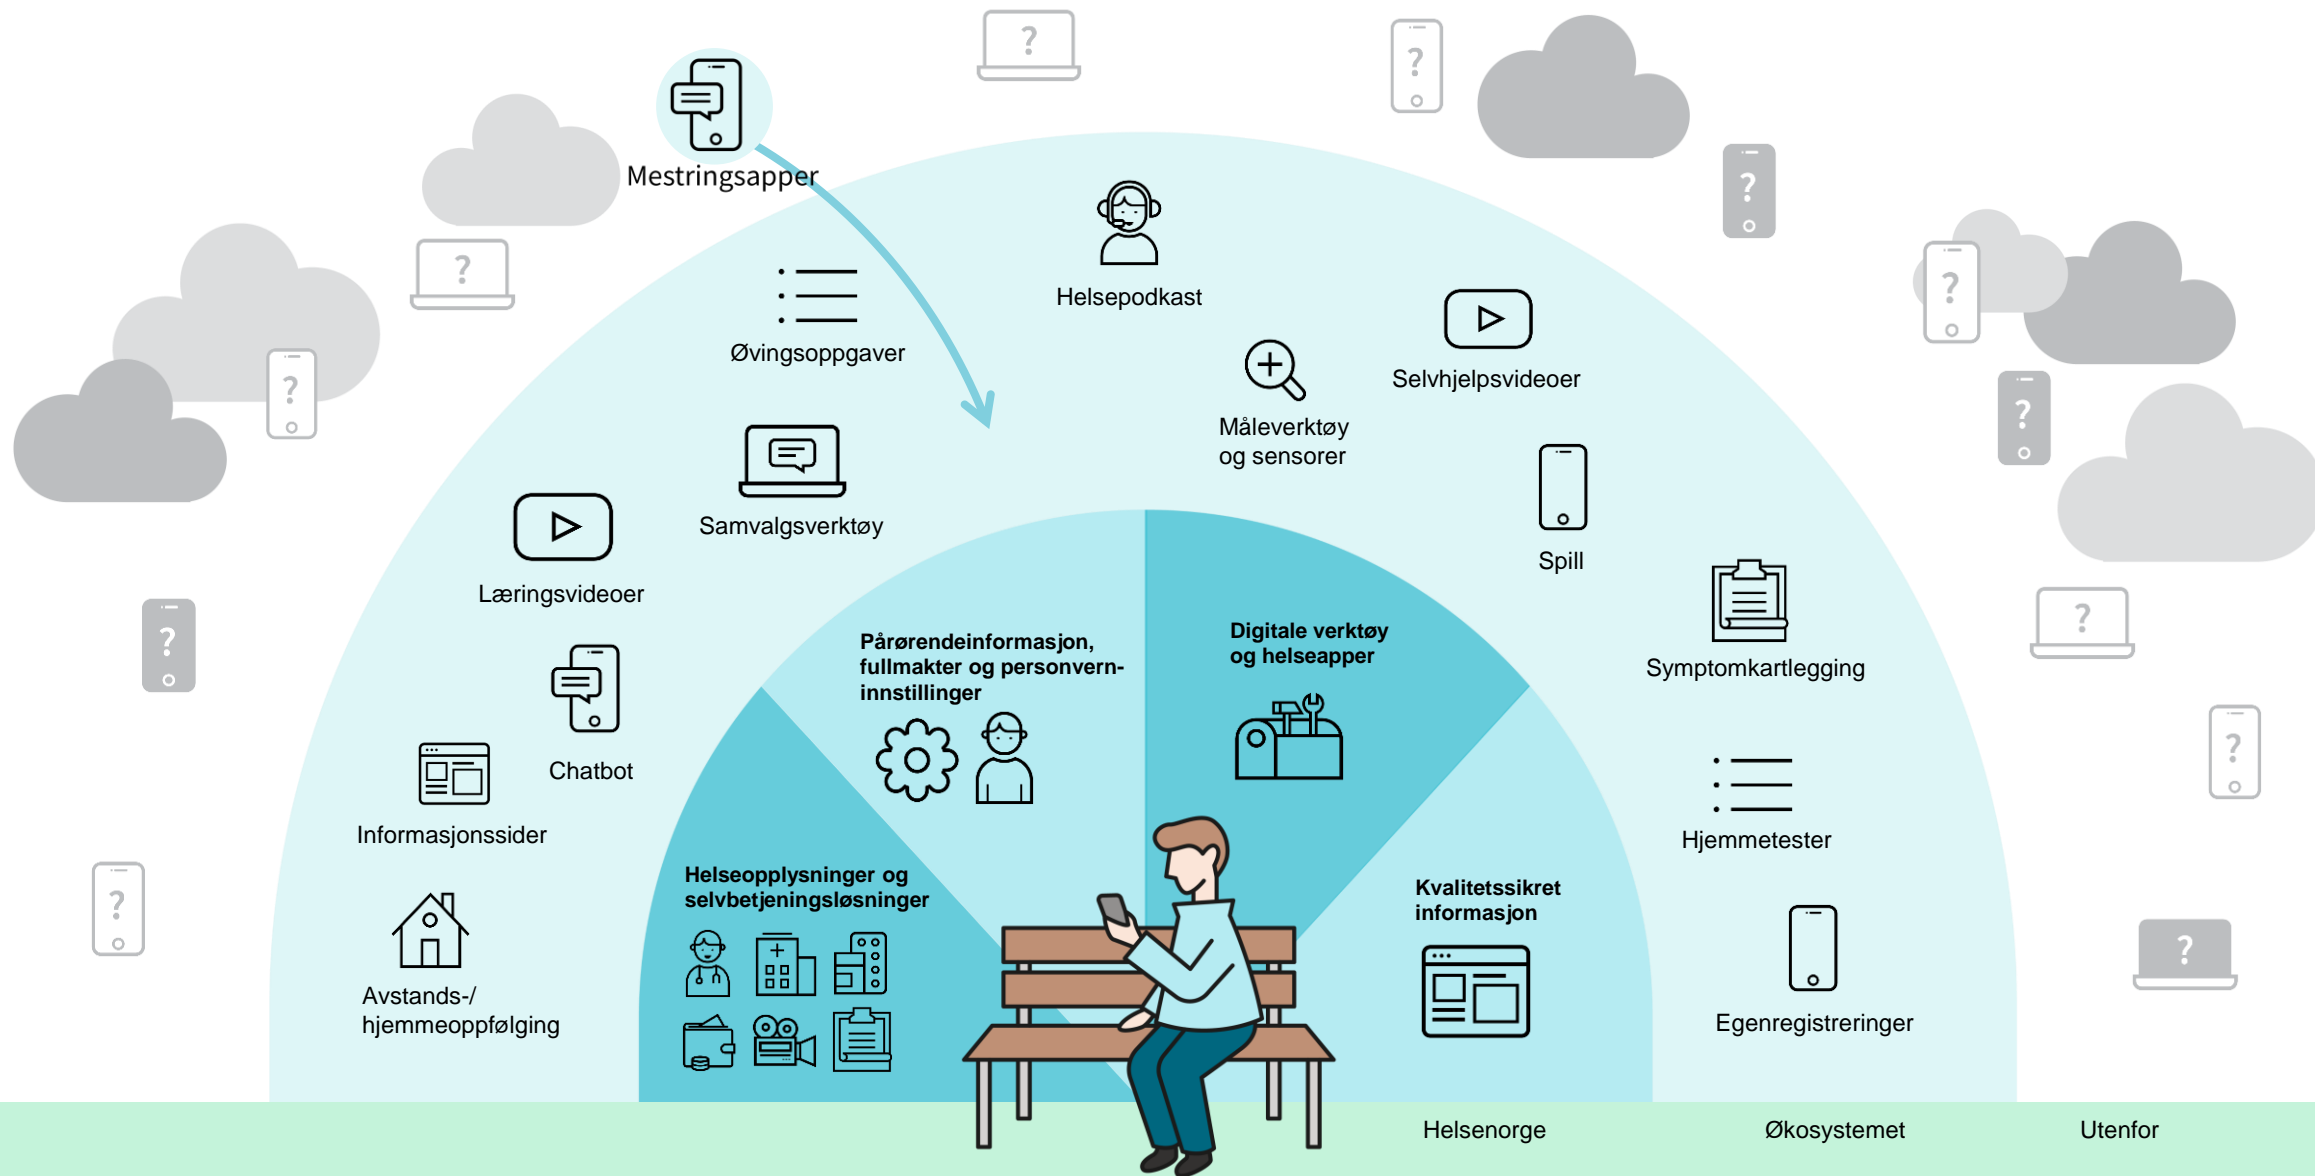 Mestringsapper
Helsepodkast
Øvingsoppgaver
Selvhjelpsvideoer
Måleverktøy
og sensorer
Samvalgsverktøy
Spill
Læringsvideoer
Symptomkartlegging
Chatbot
Informasjonssider
Hjemmetester
Avstands-/
hjemmeoppfølging
Egenregistreringer
Pårørendeinformasjon,
fullmakter og personvern-
innstillinger
Digitale verktøy
og helseapper
Helseopplysninger og
selvbetjeningsløsninger
Kvalitetssikret
informasjon
Helsenorge
Økosystemet
Utenfor
?
?
?
?
?
?
?
?
?
?
?
?
?